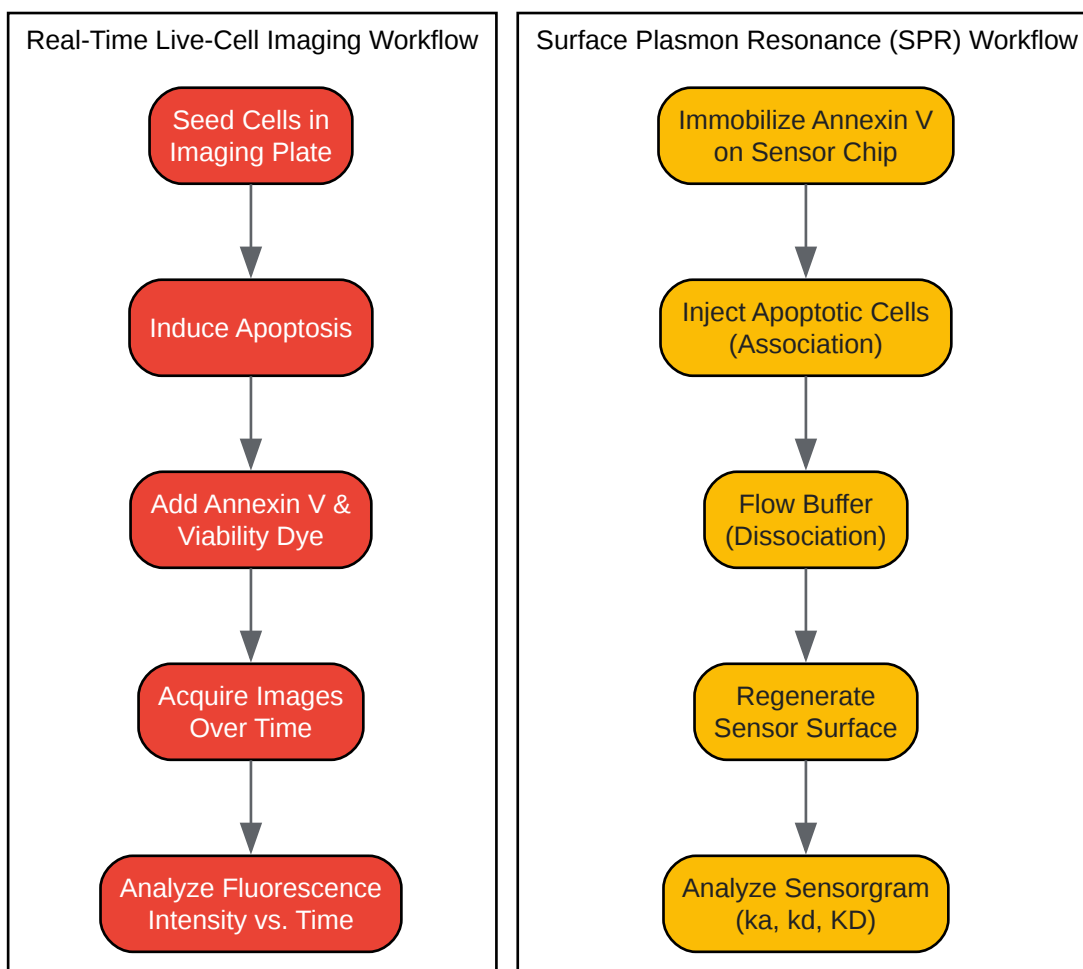 Real-Time Live-Cell Imaging Workflow
Seed Cells in
Imaging Plate
Induce Apoptosis
Add Annexin V &
Viability Dye
Acquire Images
Over Time
Analyze Fluorescence
Intensity vs. Time
Surface Plasmon Resonance (SPR) Workflow
Immobilize Annexin V
on Sensor Chip
Inject Apoptotic Cells
(Association)
Flow Buffer
(Dissociation)
Regenerate
Sensor Surface
Analyze Sensorgram
(ka, kd, KD)